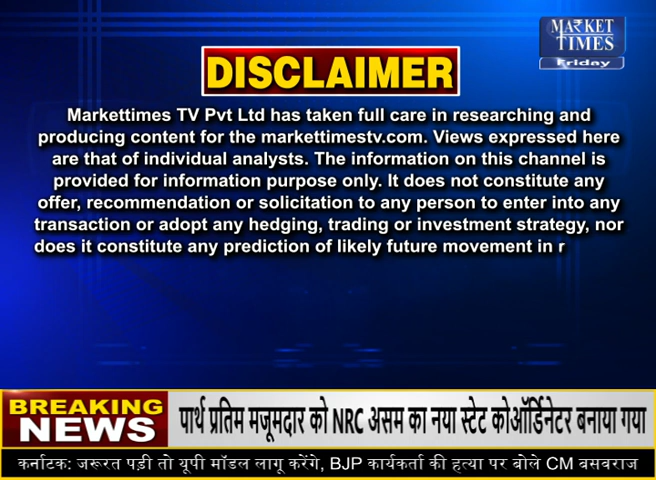 MARKET
TIMES
Friday
DISCLAIMER
Markettimes TV Pvt Ltd has taken full care in researching and
producing content for the markettimestv.com. Views expressed here
are that of individual analysts. The information on this channel is
provided for information purpose only. It does not constitute any
offer, recommendation or solicitation to any person to enter into any
transaction or adopt any hedging, trading or investment strategy, nor
does it constitute any prediction of likely future movement in r
BREAKING
NEWS
पार्थ प्रतिम मजूमदार को NRC असम का नया स्टेट कोऑर्डिनेटर बनाया गया
कर्नाटक: जरूरत पड़ी तो यूपी मॉडल लागू करेंगे, BJP कार्यकर्ता की हत्या पर बोले CM बसवराज